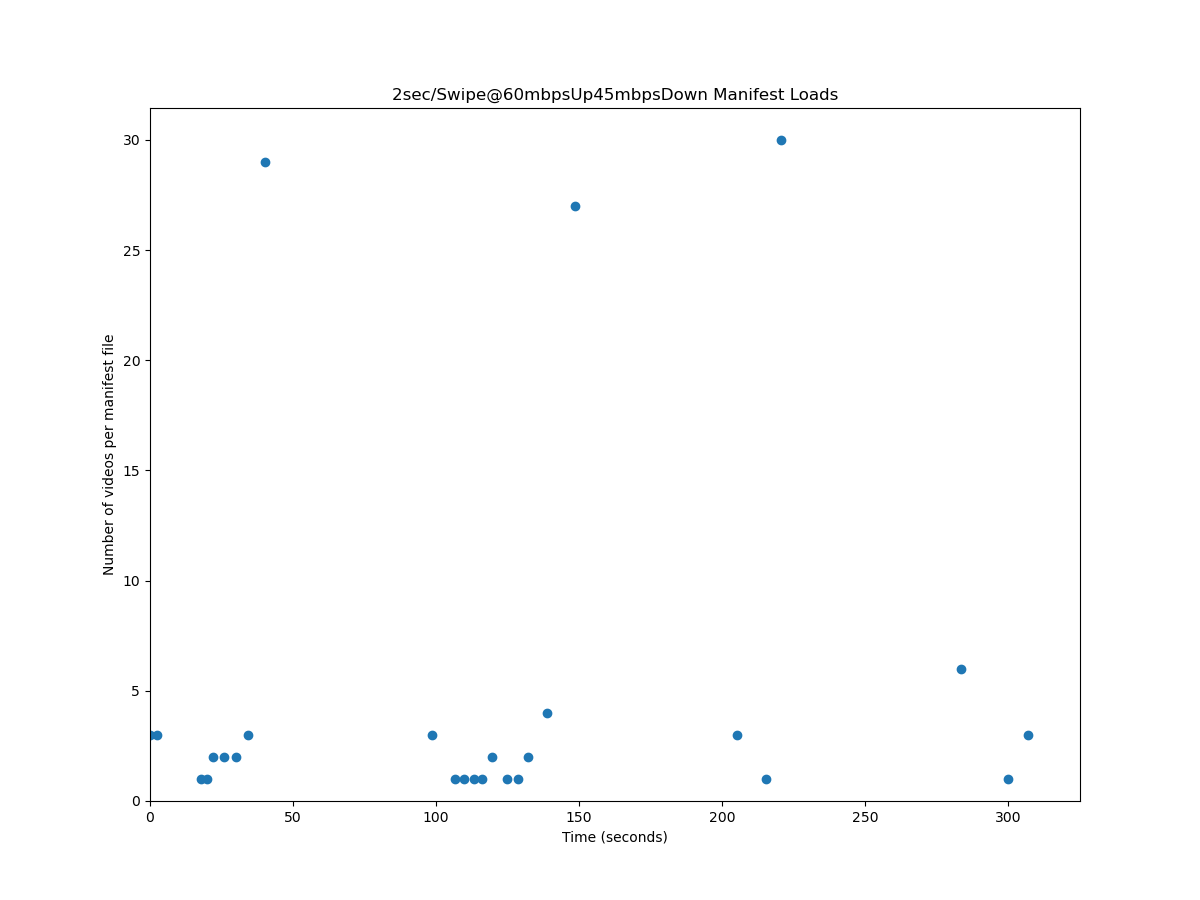 2sec/Swipe@60mbpsUp45mbpsDown Manifest Loads
30
25
20
15
10
5
0
Number of videos per manifest file
0 50 100 150 200 250 300
Time (seconds)